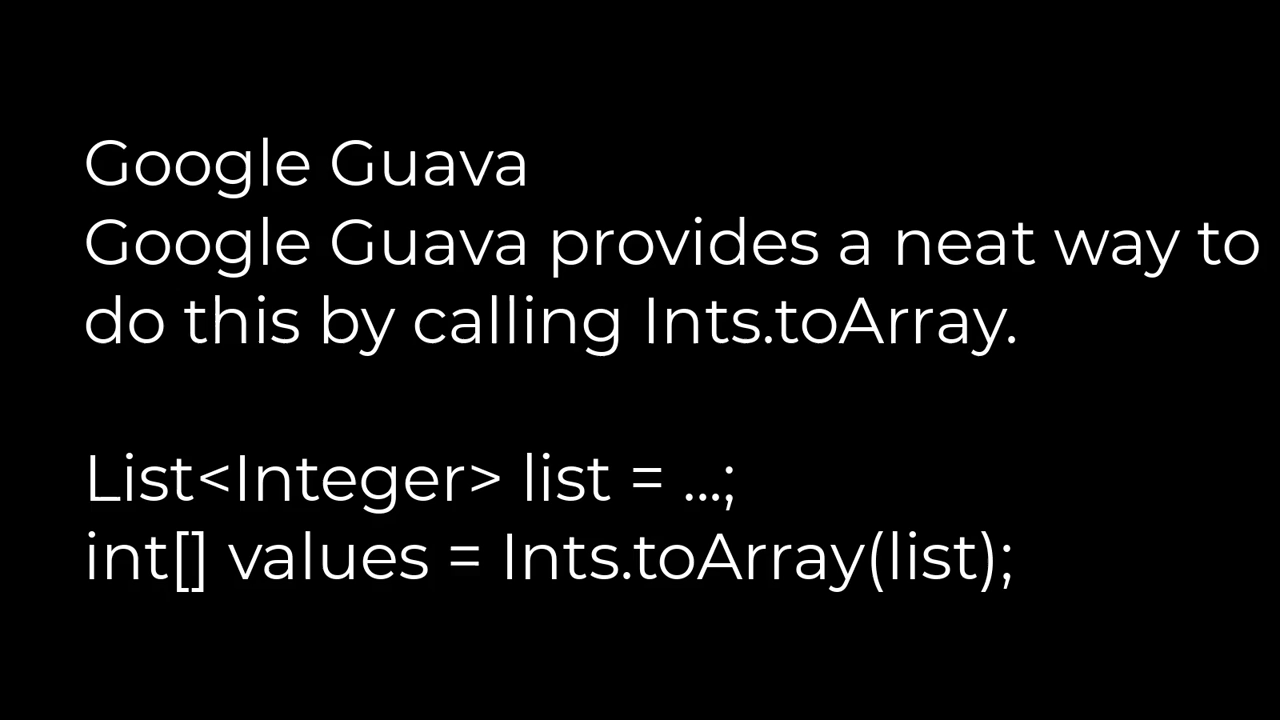 Google Guava
Google Guava provides a neat way to
do this by calling Ints.toArray.
List<Integer> list = ...;
int[] values = Ints.toArray(list);